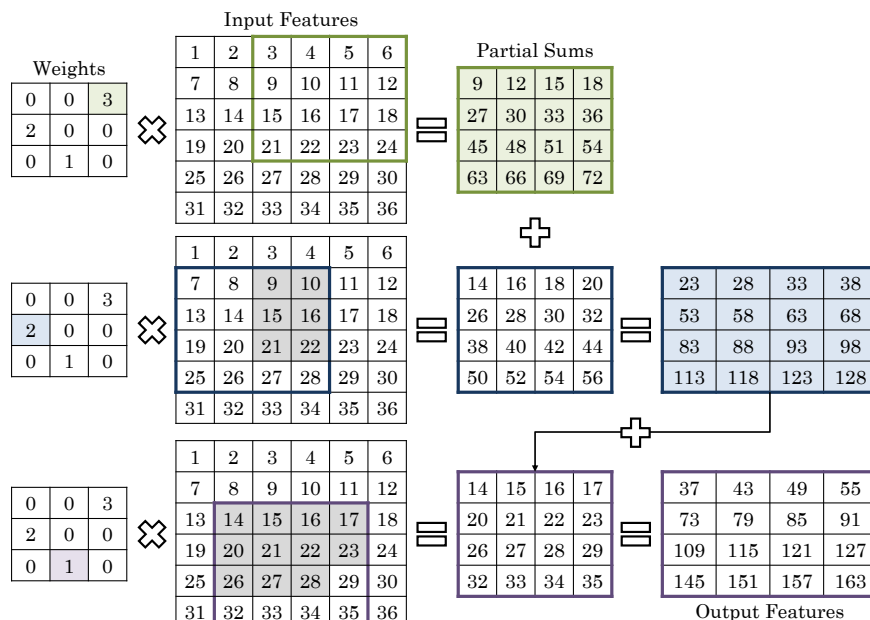 Input Features
1 2 3 4 5 6
Partial Sums
Weights
7 8 9 10 11 12
9 12 15 18
0 0 3
13 14 15 16 17 18
27 30 33 36
2 0 0
19 20 21 22 23 24
45 48 51 54
0 1 0
25 26 27 28 29 30
63 66 69 72
31 32 33 34 35 36
1 2 3 4 5 6
7 8 9 10 11 12
14 16 18 20
23 28 33 38
0 0 3
13 14 15 16 17 18
26 28 30 32
53 58 63 68
2 0 0
19 20 21 22 23 24
38 40 42 44
83 88 93 98
0 1 0
25 26 27 28 29 30
50 52 54 56
113 118 123 128
31 32 33 34 35 36
1 2 3 4 5 6
7 8 9 10 11 12
14 15 16 17
37 43 49 55
0 0 3
13 14 15 16 17 18
20 21 22 23
73 79 85 91
2 0 0
19 20 21 22 23 24
26 27 28 29
109 115 121 127
0 1 0
25 26 27 28 29 30
32 33 34 35
145 151 157 163
31 32 33 34 35 36
Output Features